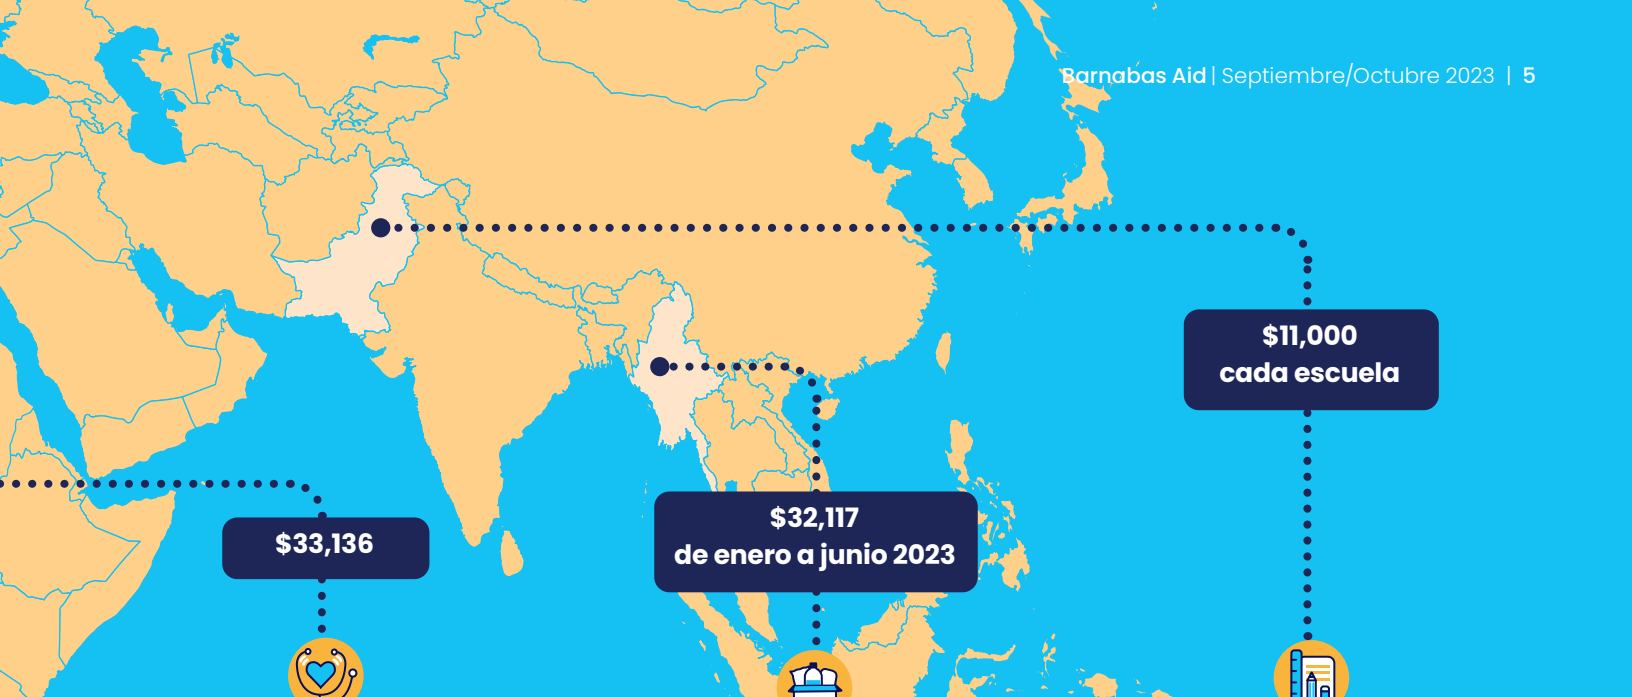 Barnabas Aid | Septiembre/Octubre 2023 | 5
$11,000
cada escuela
$32,117
de enero a junio 2023
$33,136